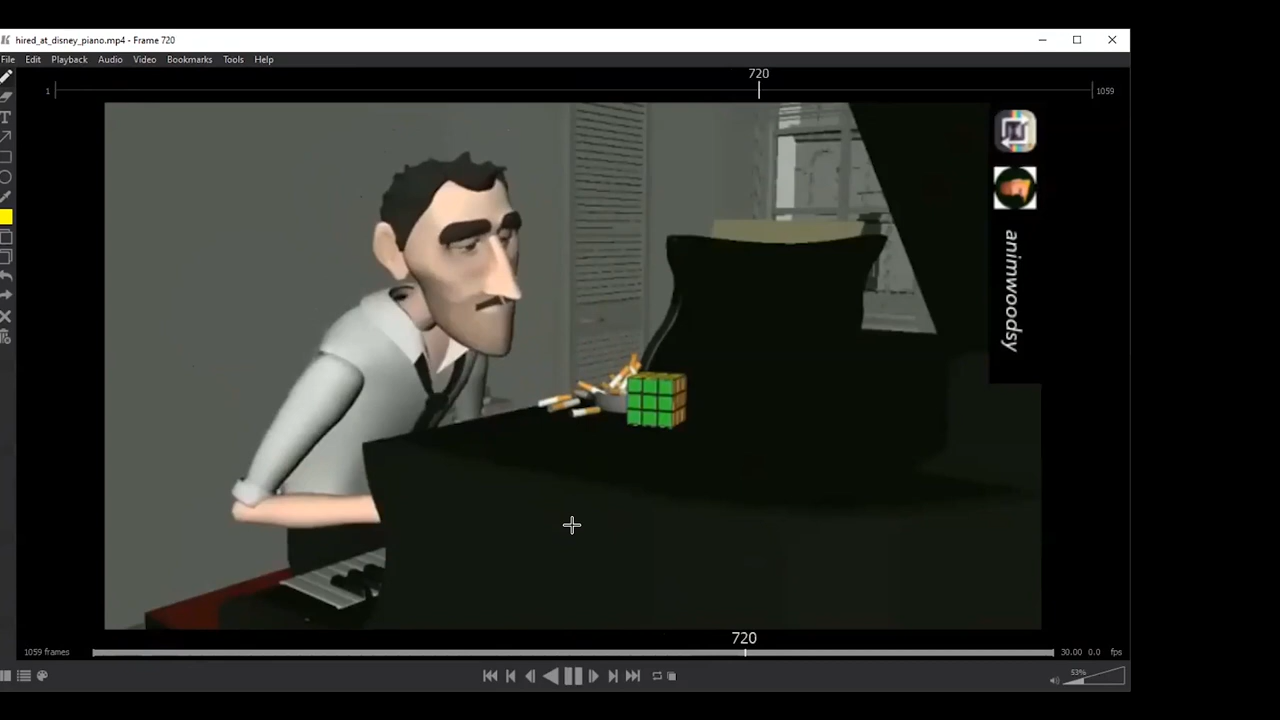 hired_at_disney_piano.mp4 - Frame 720
File Edit Playback Audio Video Bookmarks Tools Help
720
1 1059
animwoodsy
720
1059 frames 30.00 0.0 fps
53%